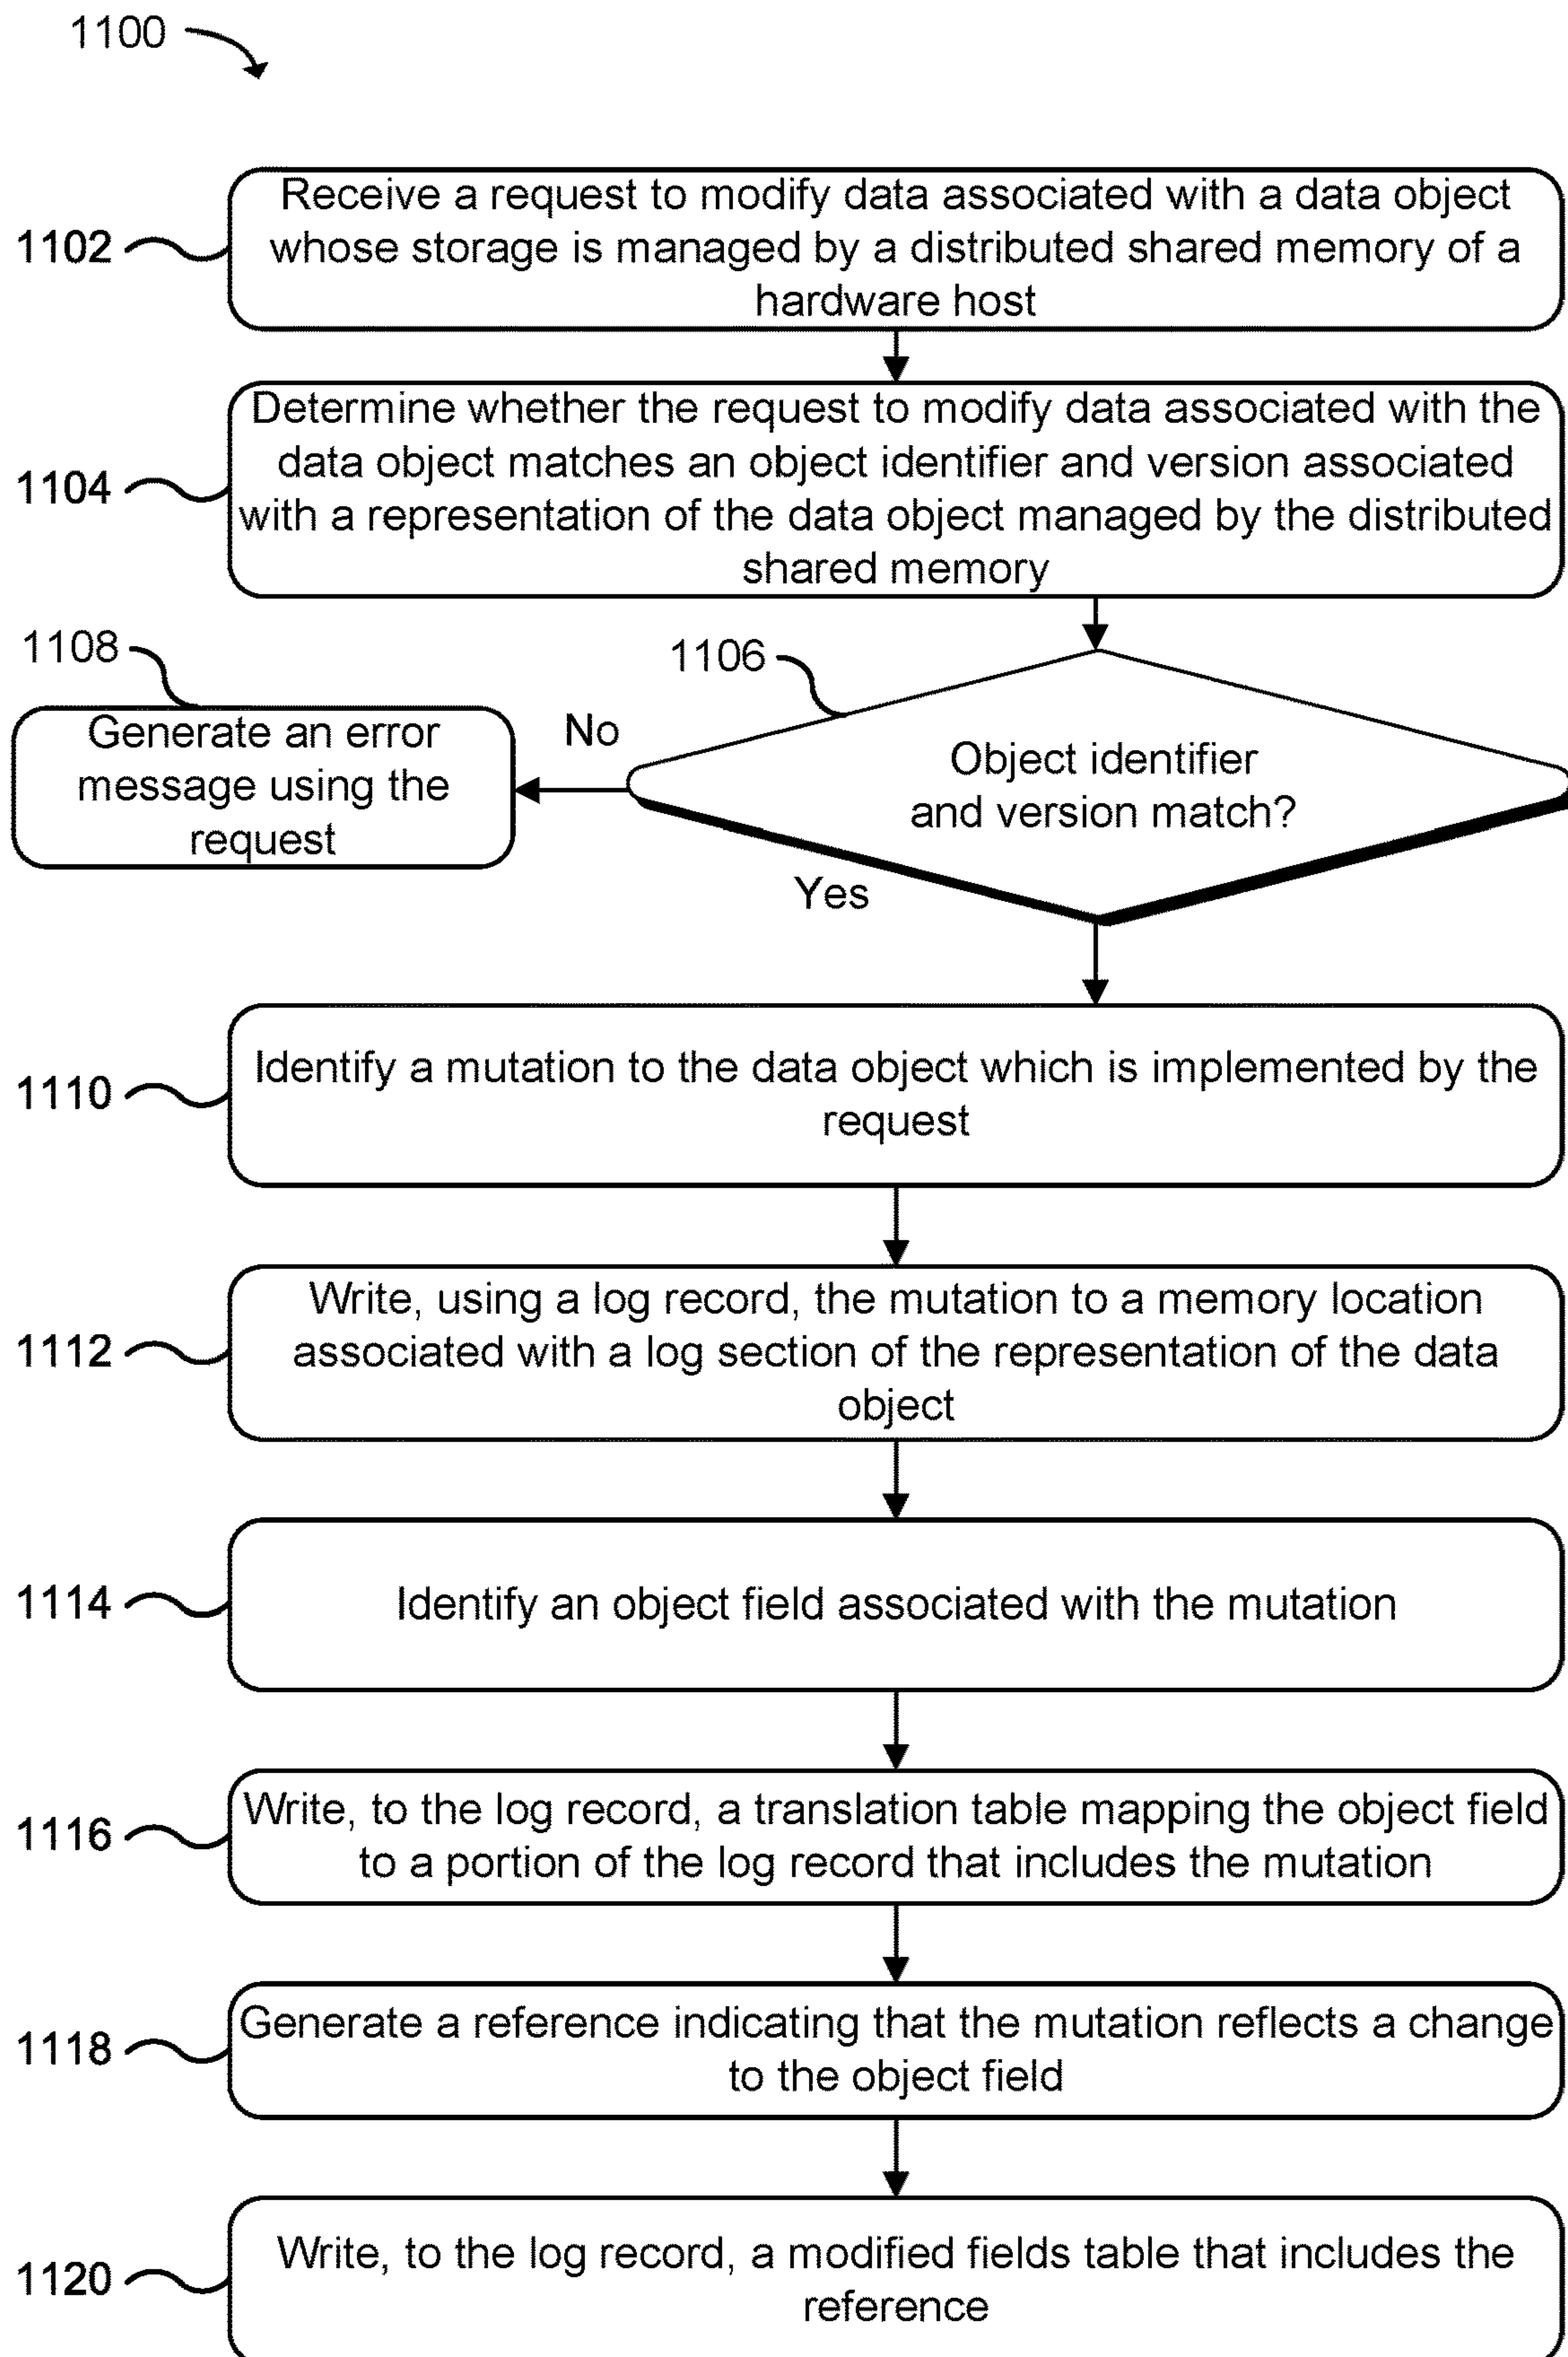 1100
1102
Receive a request to modify data associated with a data object
whose storage is managed by a distributed shared memory of a
hardware host
1104
Determine whether the request to modify data associated with the
data object matches an object identifier and version associated
with a representation of the data object managed by the distributed
shared memory
1106
Object identifier
and version match?
No
1108
Generate an error
message using the
request
Yes
1110
Identify a mutation to the data object which is implemented by the
request
1112
Write, using a log record, the mutation to a memory location
associated with a log section of the representation of the data
object
1114
Identify an object field associated with the mutation
1116
Write, to the log record, a translation table mapping the object field
to a portion of the log record that includes the mutation
1118
Generate a reference indicating that the mutation reflects a change
to the object field
1120
Write, to the log record, a modified fields table that includes the
reference